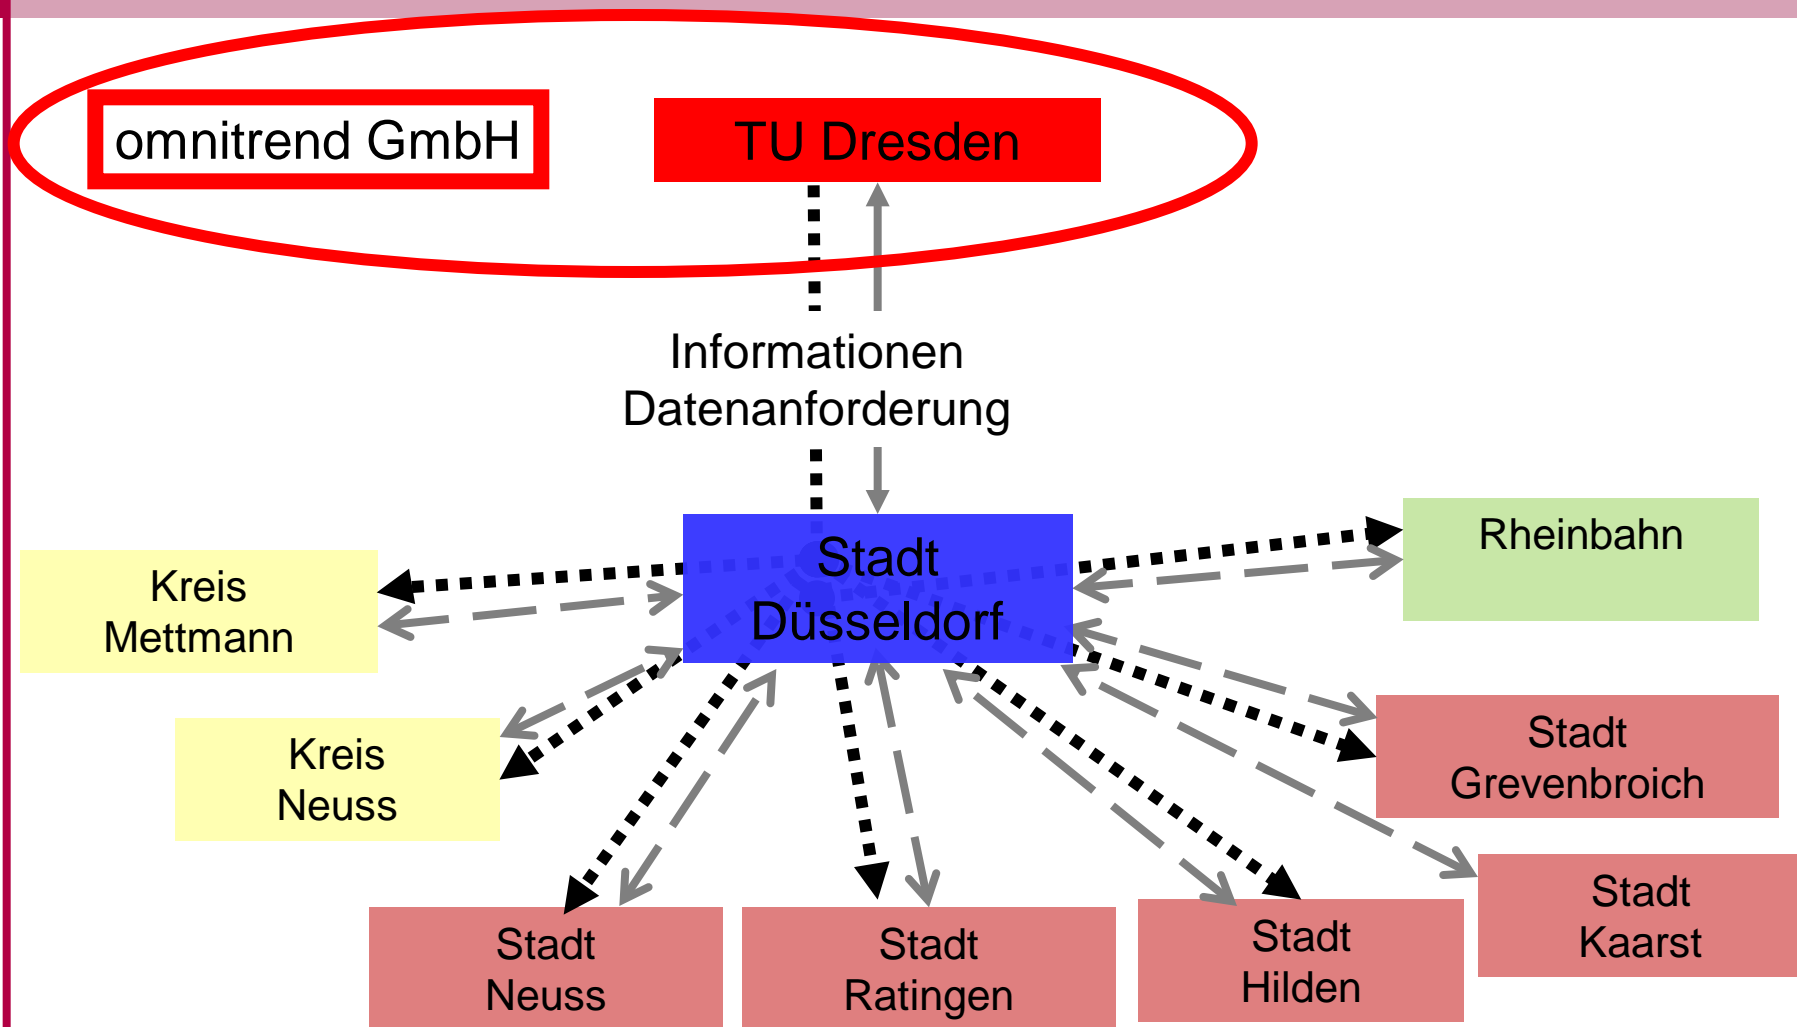 omnitrend GmbH
TU Dresden
Informationen
Datenanforderung
Stadt
Düsseldorf
Rheinbahn
Kreis
Mettmann
Kreis
Neuss
Stadt
Grevenbroich
Stadt
Kaarst
Stadt
Neuss
Stadt
Ratingen
Stadt
Hilden